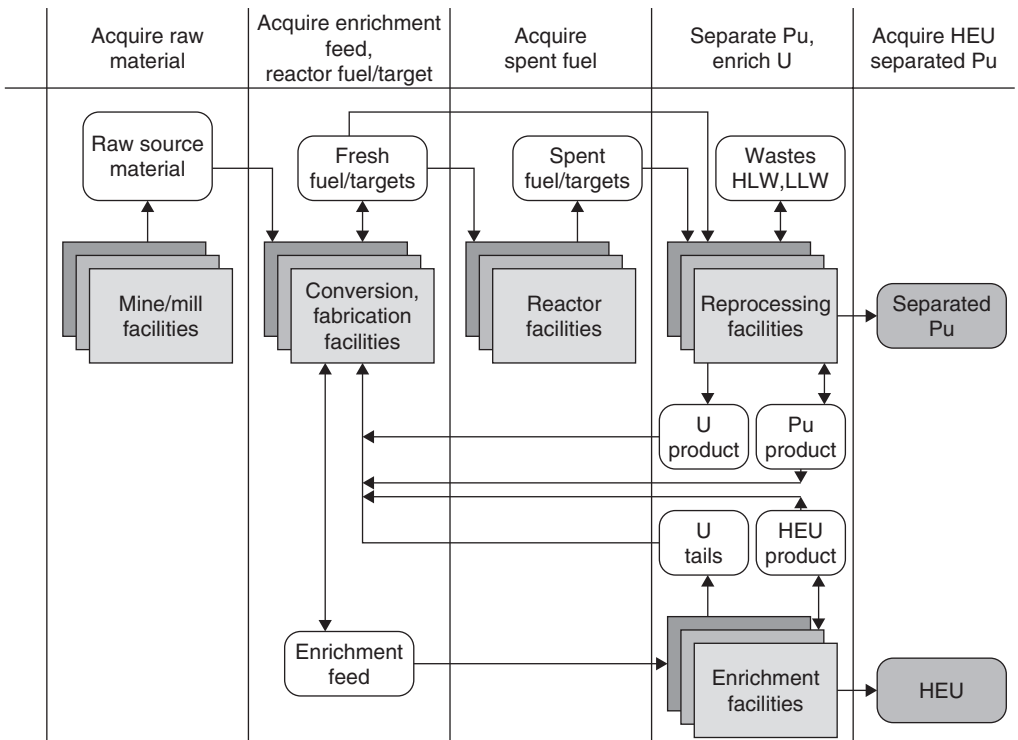 Acquire raw
material
Acquire enrichment
feed,
reactor fuel/target
Acquire
spent fuel
Separate Pu,
enrich U
Acquire HEU
separated Pu
Raw source
material
Fresh
fuel/targets
Spent
fuel/targets
Wastes
HLW,LLW
Mine/mill
facilities
Conversion,
fabrication
facilities
Reactor
facilities
Reprocessing
facilities
Separated
Pu
U
product
Pu
product
U
tails
HEU
product
Enrichment
feed
Enrichment
facilities
HEU